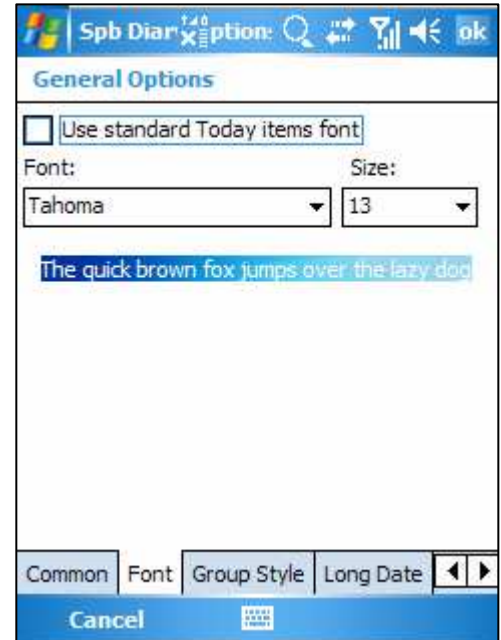 Spb Diar ption: ok
General Options
Use standard Today items font
Font: Size:
Tahoma 13
The quick brown fox jumps over the lazy dog
Common Font Group Style Long Date
Cancel